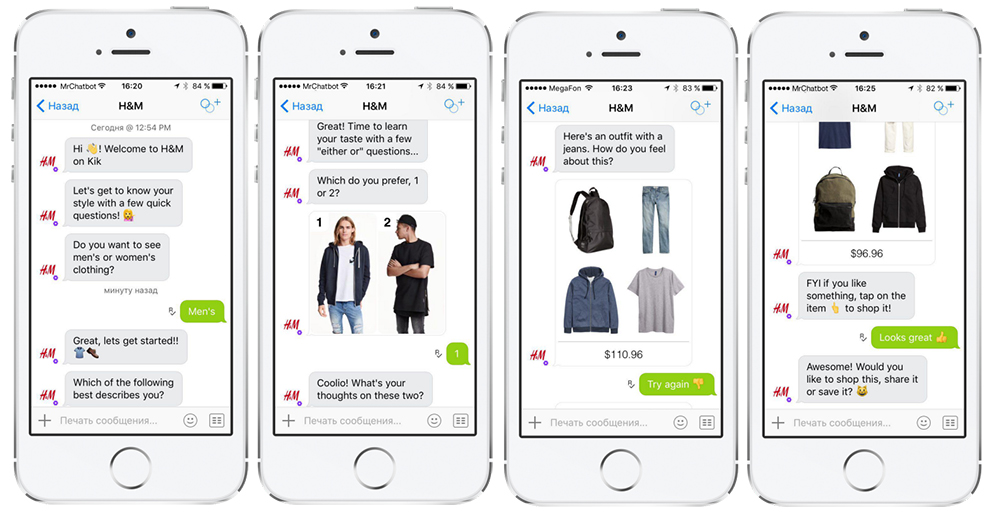 MrChatbot 16:20 84 %
Назад H&M
Сегодня @ 12:54 PM
Hi 👋! Welcome to H&M
on Kik
H&M
Let's get to know your
style with a few quick
questions! 🙈
H&M
Do you want to see
men's or women's
clothing?
H&M
минуту назад
Men's
Great, lets get started!!
👕👞
H&M
Which of the following
best describes you?
H&M
Печать сообщения...
MrChatbot 16:21 84 %
Назад H&M
Great! Time to learn
your taste with a few
"either or" questions...
H&M
Which do you prefer, 1
or 2?
H&M
1 2
H&M
1
Coolio! What's your
thoughts on these two?
H&M
Печать сообщения...
MegaFon 16:23 83 %
Назад H&M
Here's an outfit with a
jeans. How do you feel
about this?
H&M
$110.96
H&M
Try again 👎
Печать сообщения...
MrChatbot 16:25 82 %
Назад H&M
$96.96
H&M
FYI if you like
something, tap on the
item 👆 to shop it!
H&M
Looks great 👍
Awesome! Would you
like to shop this, share it
or save it? 😸
H&M
Печать сообщения...